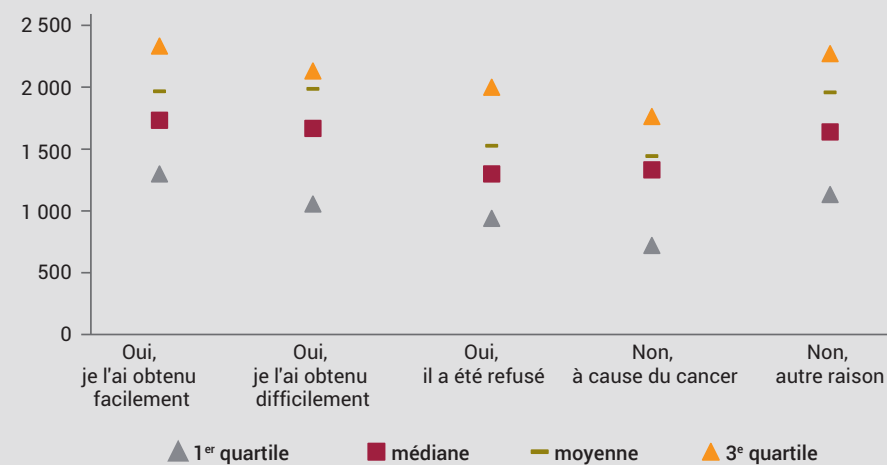 2 500
2 000
1 500
1 000
500
0
Oui,
je l'ai obtenu
facilement
Oui,
je l'ai obtenu
difficilement
Oui,
il a été refusé
Non,
à cause du cancer
Non,
autre raison
1er quartile
médiane
moyenne
3e quartile